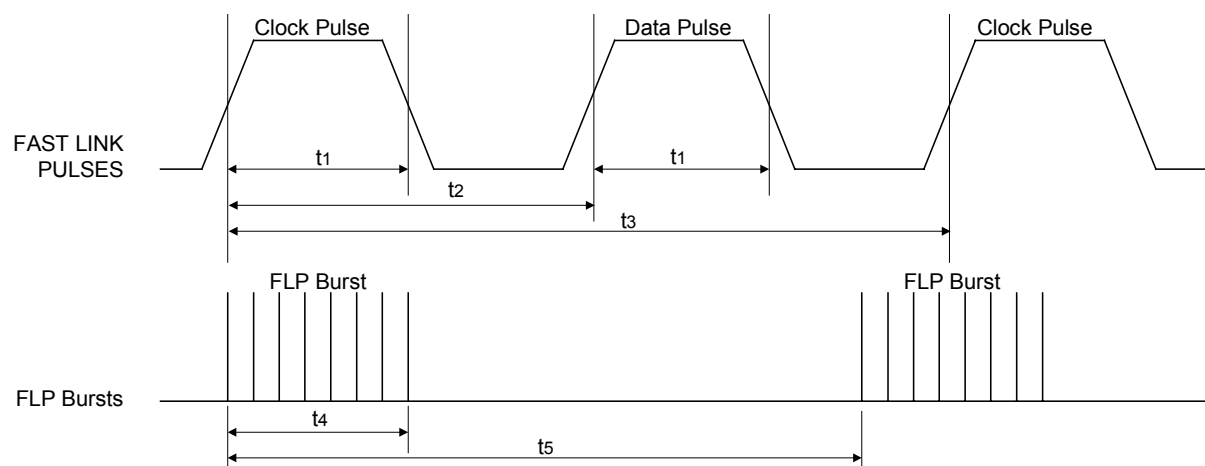 Clock Pulse
Data Pulse
Clock Pulse
FAST LINK
PULSES
t1
t1
t2
t3
FLP Burst
FLP Burst
FLP Bursts
t4
t5